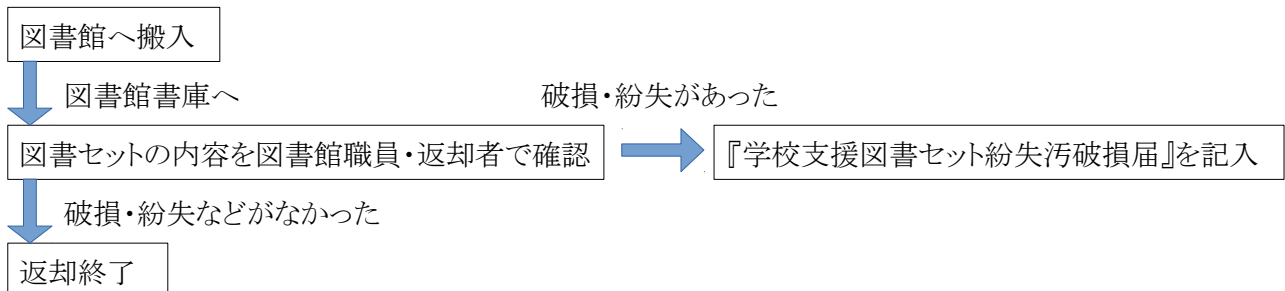 図書館へ搬入
図書館書庫へ
破損・紛失があった
図書セットの内容を図書館職員・返却者で確認
『学校支援図書セット紛失汚破損届』を記入
破損・紛失などがなかった
返却終了